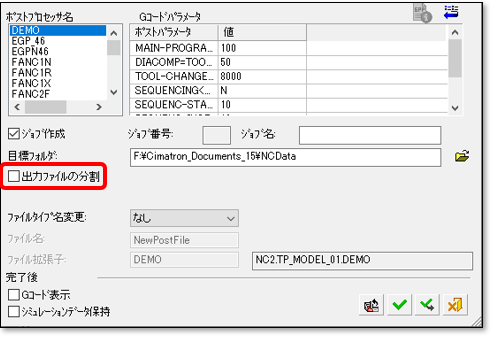 ポストプロセッサ名
Gコードパラメータ
DEMO
EGP_46
EGPN46
FANC1N
FANC1R
FANC1X
FANC2
ポストパラメータ 値
MAIN-PROGRA... 100
DIACOMP=TOO... 50
TOOL-CHANGE... 8000
SEQUENCING<... N
SEQUENC-STA... 10
ジョブ作成 ジョブ番号: ジョブ名:
目標フォルダ: F:¥Cimatron_Documents_15¥NCData
出力ファイルの分割
ファイルタイプ名変更: なし
ファイル名: NewPostFile
ファイル拡張子: DEMO NC2.TP_MODEL_01.DEMO
完了後
Gコード表示
シミュレーションデータ保持